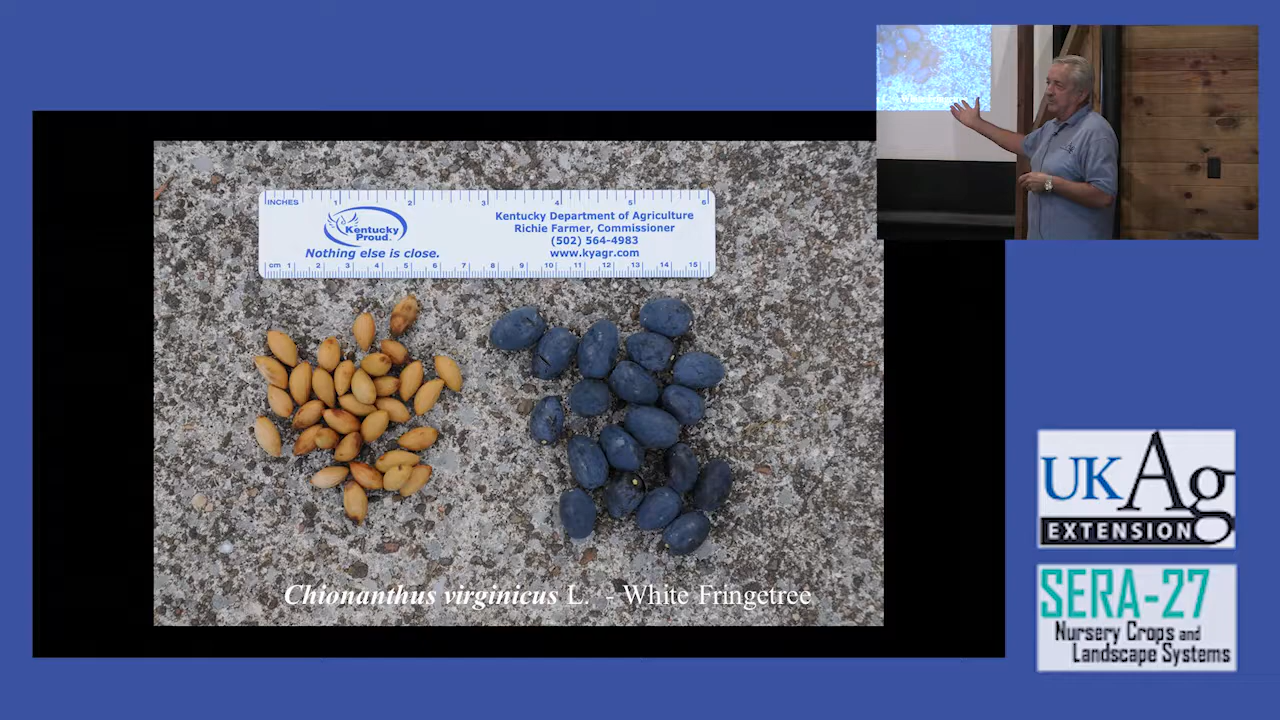 INCHES 1 2 3 4 5 6
Kentucky Proud.
Nothing else is close.
Kentucky Department of Agriculture
Richie Farmer, Commissioner
(502) 564-4983
www.kyagr.com
cm 1 2 3 4 5 6 7 8 9 10 11 12 13 14 15
Chionanthus virginicus L. - White Fringetree
UKAg
EXTENSION
SERA-27
Nursery Crops and
Landscape Systems